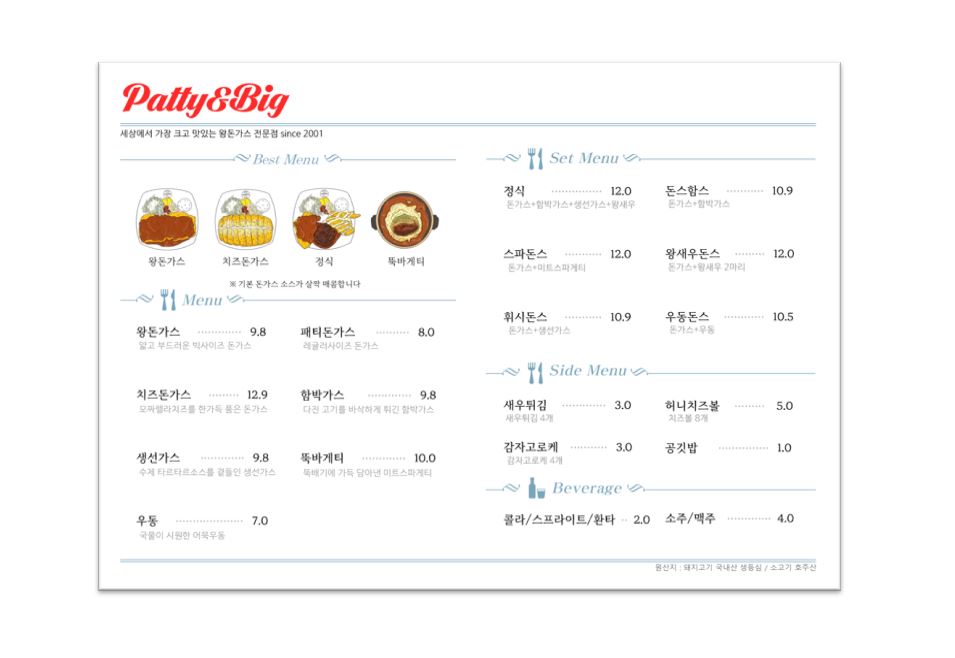 Patty&Big
세상에서 가장 크고 맛있는 왕돈가스 전문점 since 2001
Best Menu
왕돈가스 치즈돈가스 정식 뚝바게티
※ 기본 돈가스 소스가 살짝 매콤합니다
Menu
왕돈가스 ············ 9.8
얇고 부드러운 빅사이즈 돈가스
패티돈가스 ·········· 8.0
레귤러사이즈 돈가스
치즈돈가스 ········ 12.9
모짜렐라치즈를 한가득 품은 돈가스
함박가스 ············ 9.8
다진 고기를 바삭하게 튀긴 함박가스
생선가스 ············ 9.8
수제 타르타르소스를 곁들인 생선가스
뚝바게티 ············ 10.0
뚝배기에 가득 담아낸 미트스파게티
우동 ·················· 7.0
국물이 시원한 어묵우동
Set Menu
정식 ·············· 12.0
돈가스+함박가스+생선가스+왕새우
돈스함스 ·········· 10.9
돈가스+함박가스
스파돈스 ············ 12.0
돈가스+미트스파게티
왕새우돈스 ········ 12.0
돈가스+왕새우 2마리
휘시돈스 ············ 10.9
돈가스+생선가스
우동돈스 ·········· 10.5
돈가스+우동
Side Menu
새우튀김 ············ 3.0
새우튀김 4개
허니치즈볼 ········ 5.0
치즈볼 8개
감자고로케 ·········· 3.0
감자고로케 4개
공깃밥 ·············· 1.0
Beverage
콜라/스프라이트/환타 ·· 2.0
소주/맥주 ············ 4.0
원산지 : 돼지고기 국내산 생등심 / 소고기 호주산